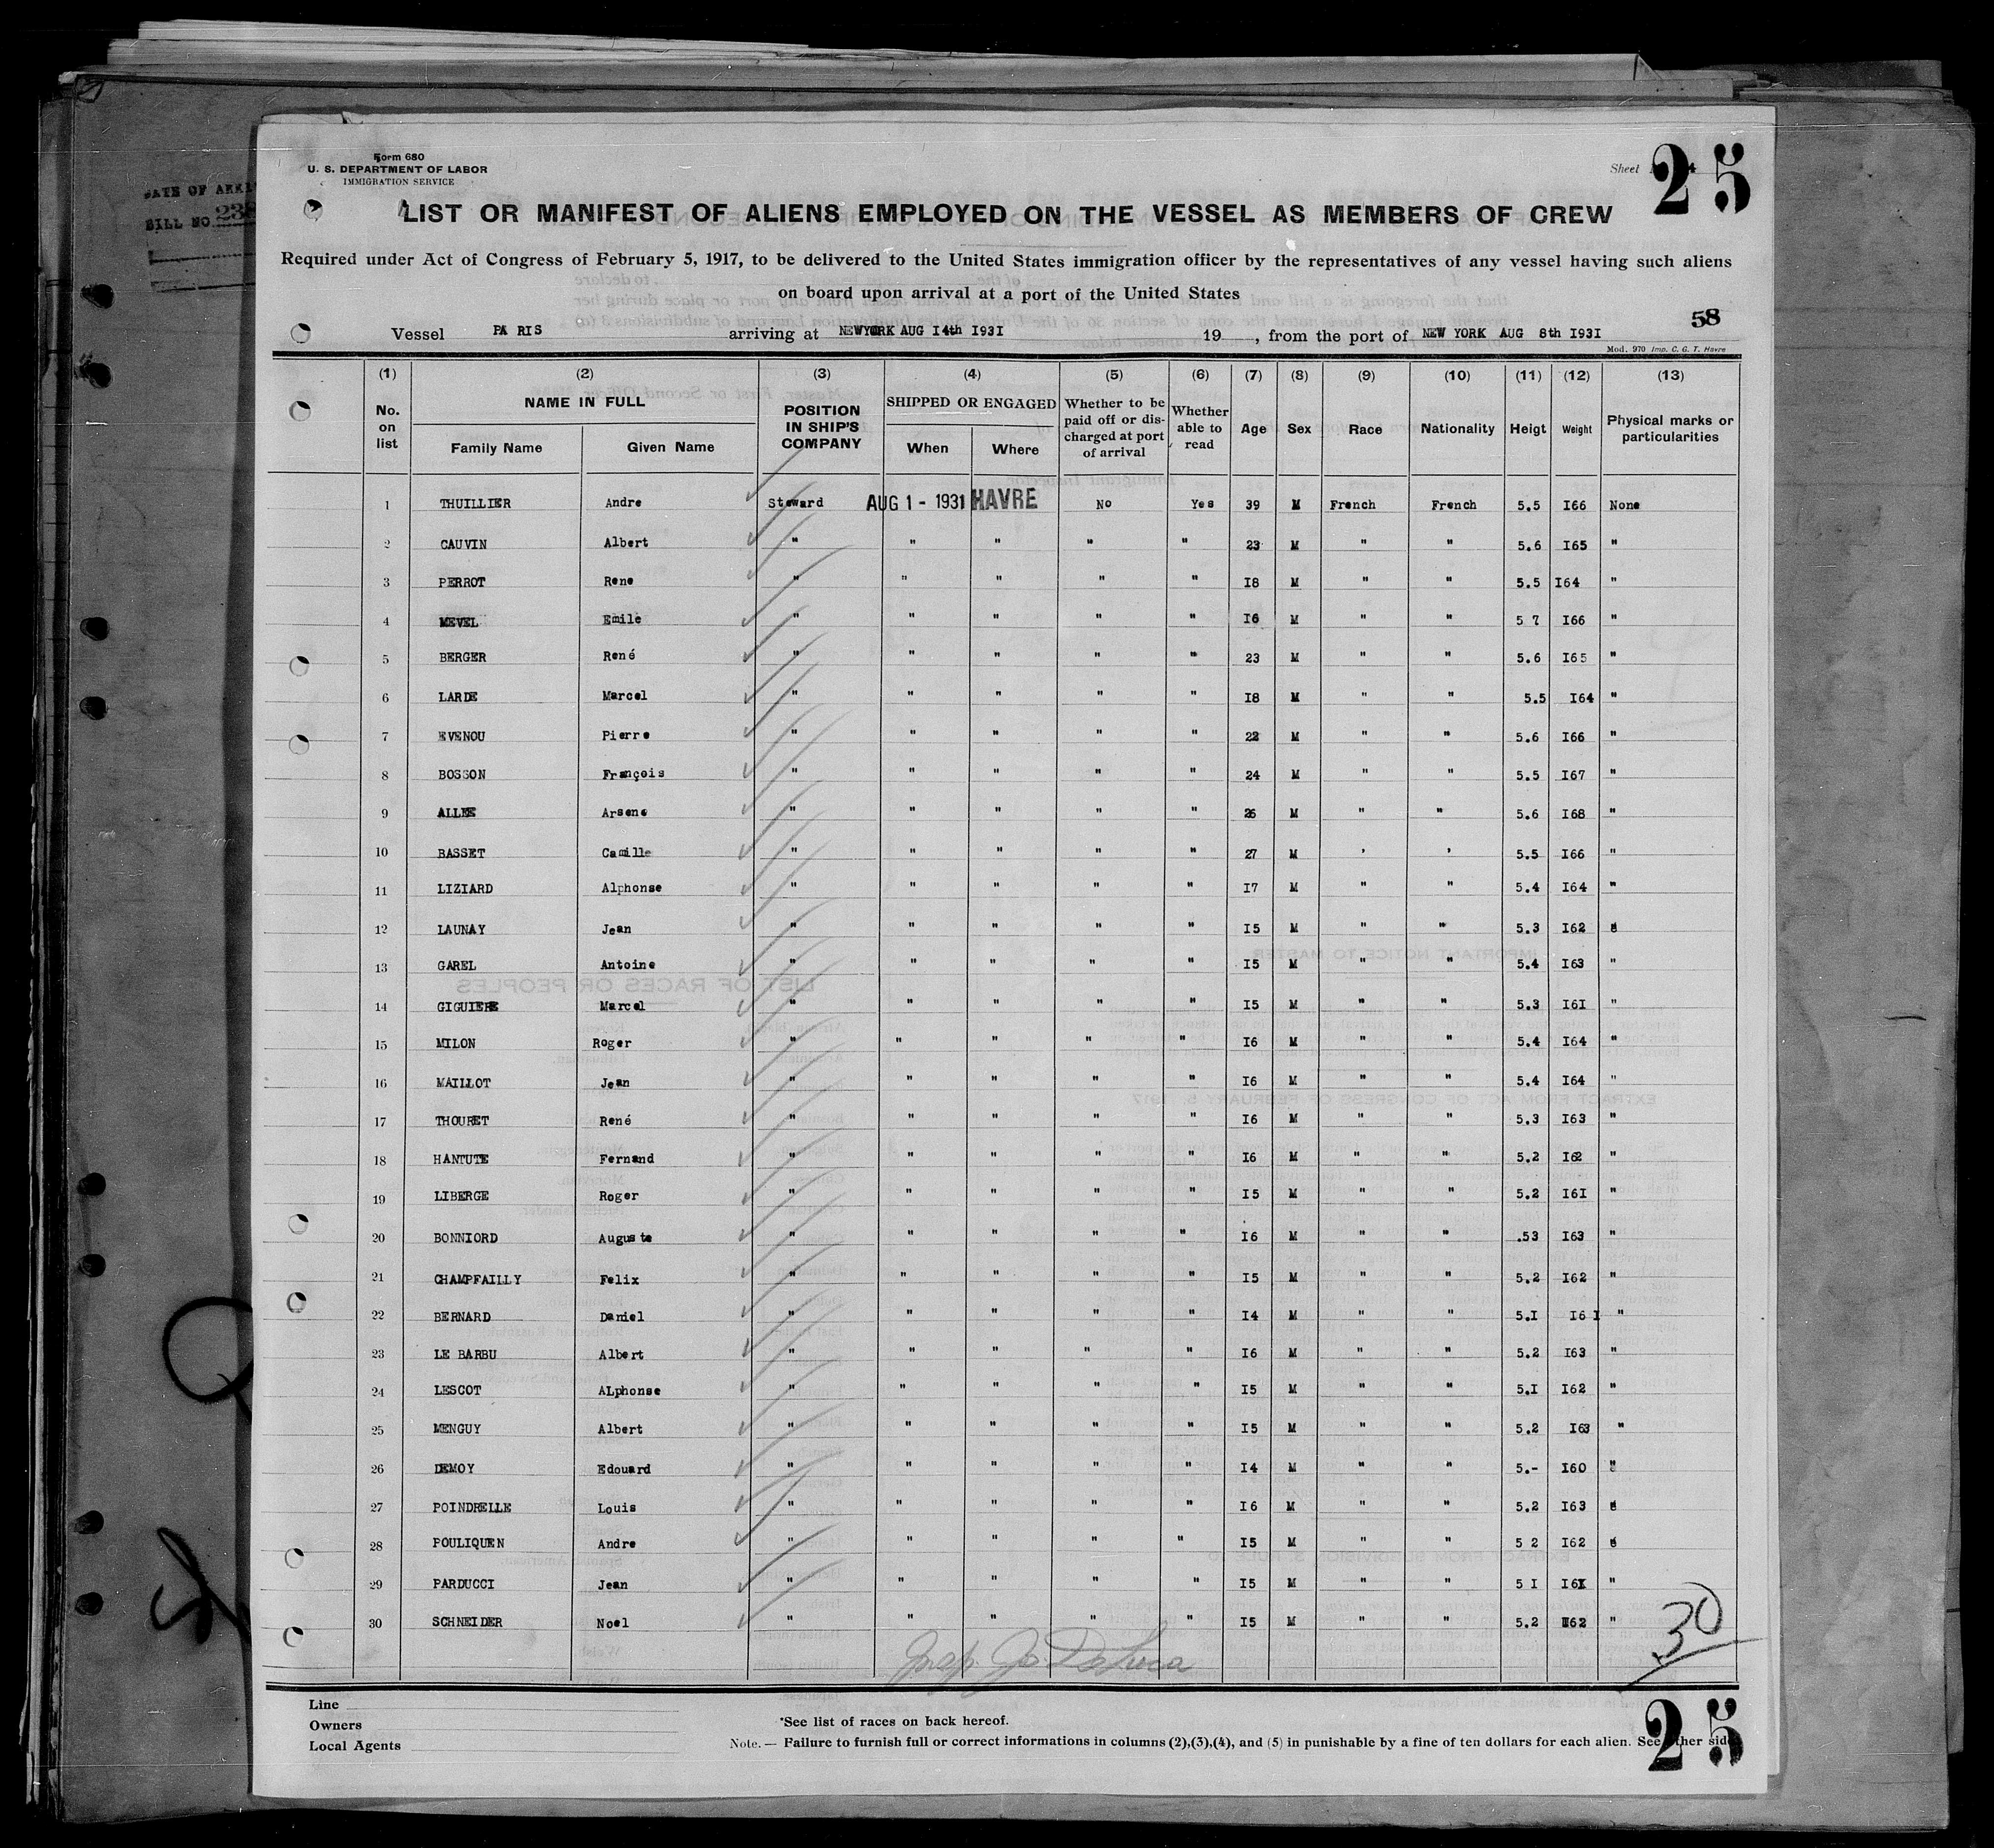 Form 680
U. S. DEPARTMENT OF LABOR
IMMIGRATION SERVICE
Sheet
25
DATE OF
BILL NO 238
LIST OR MANIFEST OF ALIENS EMPLOYED ON THE VESSEL AS MEMBERS OF CREW
Required under Act of Congress of February 5, 1917, to be delivered to the United States immigration officer by the representatives of any vessel having such aliens
on board upon arrival at a port of the United States
58
Vessel PA RIS arriving at NEWYORK AUG I4th I93I 19 , from the port of NEW YORK AUG 8th I93I
Mod. 970 Imp. C. G. T. Havre
(1) (2) (3) (4) (5) (6) (7) (8) (9) (10) (11) (12) (13)
No. on list NAME IN FULL Family Name Given Name POSITION IN SHIP'S COMPANY SHIPPED OR ENGAGED When Where Whether to be paid off or discharged at port of arrival Whether able to read Age Sex Race Nationality Heigt Weight Physical marks or particularities
1 THUILLIER Andre Steward AUG 1 - 1931 HAVRE No Yes 39 M French French 5.5 I66 None
2 CAUVIN Albert " " " " " 23 M " " 5.6 I65 "
3 PERROT Rene " " " " " I8 M " " 5.5 I64 "
4 MEVEL Emile " " " " " I6 M " " 5 7 I66 "
5 BERGER René " " " " " 23 M " " 5.6 I65 "
6 LARDE Marcel " " " " " I8 M " " 5.5 I64 "
7 EVENOU Pierre " " " " " 22 M " " 5.6 I66 "
8 BOSSON François " " " " " 24 M " " 5.5 I67 "
9 ALLES Arsene " " " " " 26 M " " 5.6 I68 "
10 BASSET Camille " " " " " 27 M ' ' 5.5 I66 "
11 LIZIARD Alphonse " " " " " I7 M " " 5.4 I64 "
12 LAUNAY Jean " " " " " I5 M " " 5.3 I62
13 GAREL Antoine " " " " " I5 M " " 5.4 I63 "
14 GIGUIERE Marcel " " " " " I5 M " " 5.3 I6I "
15 MILON Roger " " " " " I6 M " " 5.4 I64 "
16 MAILLOT Jean " " " " " I6 M " " 5.4 I64 "
17 THOURET René " " " " " I6 M " " 5.3 I63 "
18 HANTUTE Fernand " " " " " I6 M " " 5.2 I62 "
19 LIBERGE Roger " " " " " I5 M " " 5.2 I6I "
20 BONNIORD Auguste " " " " " I6 M " " .53 I63 "
21 CHAMPFAILLY Felix " " " " " I5 M " " 5.2 I62 "
22 BERNARD Daniel " " " " " I4 M " " 5.I I6 I "
23 LE BARBU Albert " " " " " I6 M " " 5.2 I63 "
24 LESCOT ALphonse " " " " " I5 M " " 5.I I62 "
25 MENGUY Albert " " " " " I5 M " " 5.2 I63 "
26 DEMOY Edouard " " " " " I4 M " " 5.- I60 "
27 POINDRELLE Louis " " " " " I6 M " " 5.2 I63
28 POULIQUEN Andre " " " " " I5 M " " 5 2 I62
29 PARDUCCI Jean " " " " " I5 M " " 5 I I6I "
30 SCHNEIDER Noel " " " " " I5 M " " 5.2 I62 "
30
Insp. Jo. DeLuca
Line
Owners
Local Agents
*See list of races on back hereof.
Note. — Failure to furnish full or correct informations in columns (2),(3),(4), and (5) in punishable by a fine of ten dollars for each alien. See other side
25